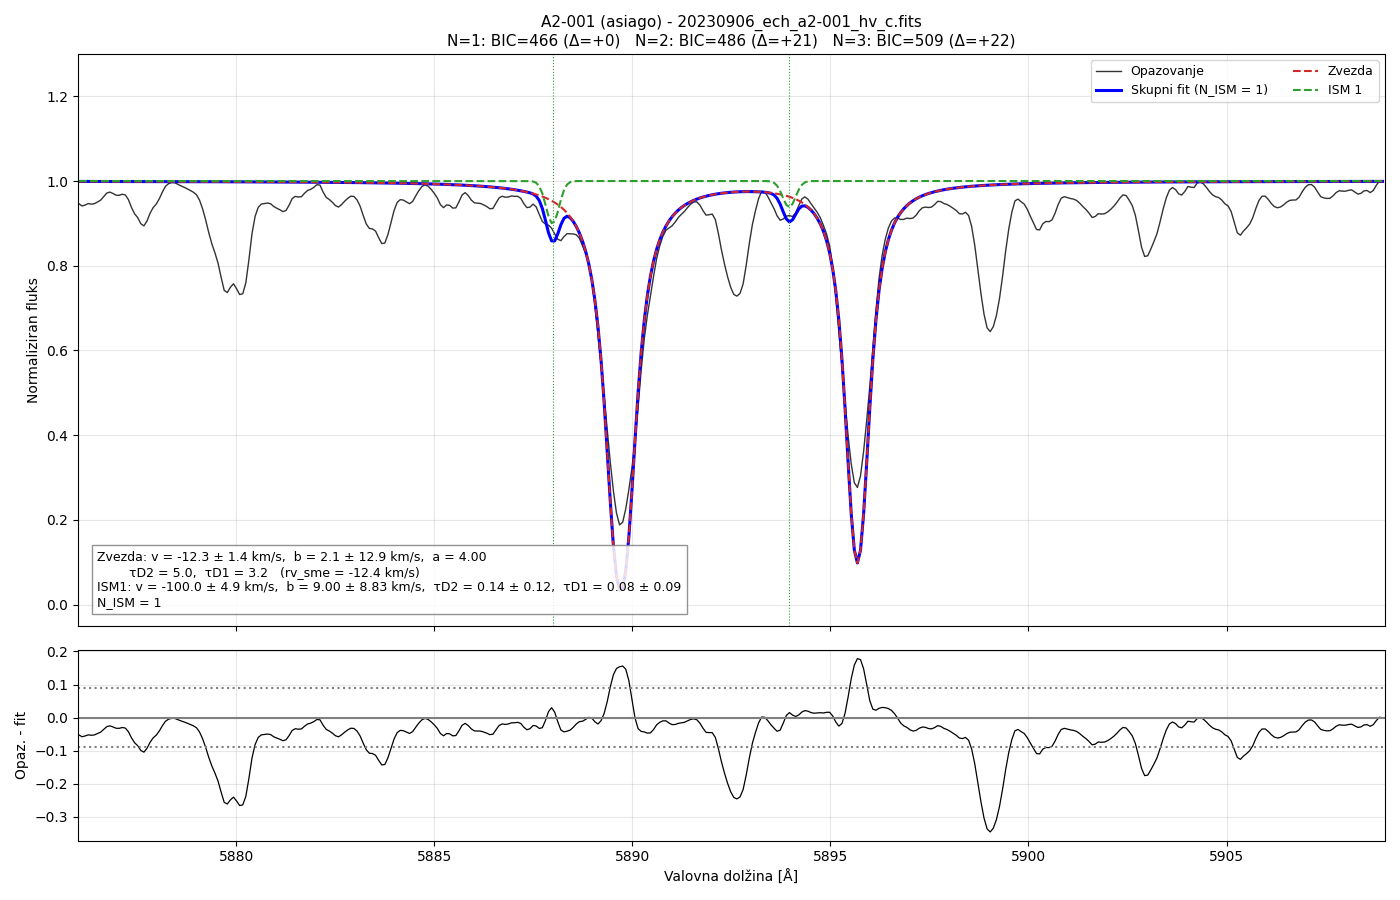 A2-001 (asiago) - 20230906_ech_a2-001_hv_c.fits
N=1: BIC=466 (Δ=+0)   N=2: BIC=486 (Δ=+21)   N=3: BIC=509 (Δ=+22)
Opazovanje
Skupni fit (N_ISM = 1)
Zvezda
ISM 1
Normaliziran fluks
1.2
1.0
0.8
0.6
0.4
0.2
0.0
Zvezda: v = -12.3 ± 1.4 km/s,  b = 2.1 ± 12.9 km/s,  a = 4.00
τD2 = 5.0,  τD1 = 3.2   (rv_sme = -12.4 km/s)
ISM1: v = -100.0 ± 4.9 km/s,  b = 9.00 ± 8.83 km/s,  τD2 = 0.14 ± 0.12,  τD1 = 0.08 ± 0.09
N_ISM = 1
Opaz. - fit
0.2
0.1
0.0
−0.1
−0.2
−0.3
5880
5885
5890
5895
5900
5905
Valovna dolžina [Å]